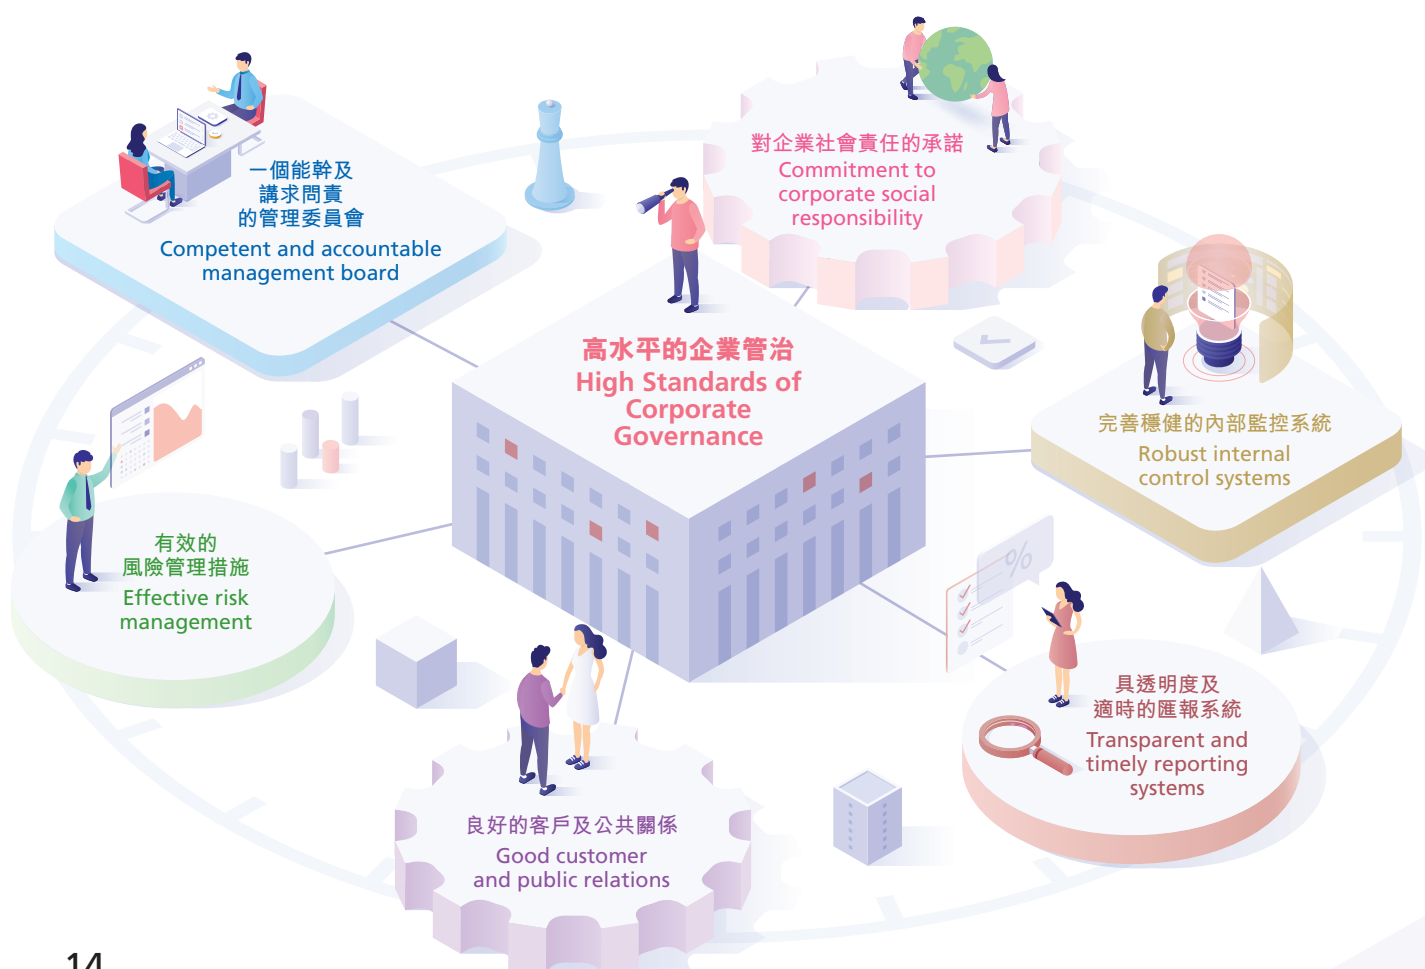 對企業社會責任的承諾
Commitment to
corporate social
responsibility
一個能幹及
講求問責
的管理委員會
Competent and accountable
management board
高水平的企業管治
High Standards of
Corporate
Governance
完善穩健的內部監控系統
Robust internal
control systems
有效的
風險管理措施
Effective risk
management
%
具透明度及
適時的匯報系統
Transparent and
timely reporting
systems
良好的客戶及公共關係
Good customer
and public relations
14